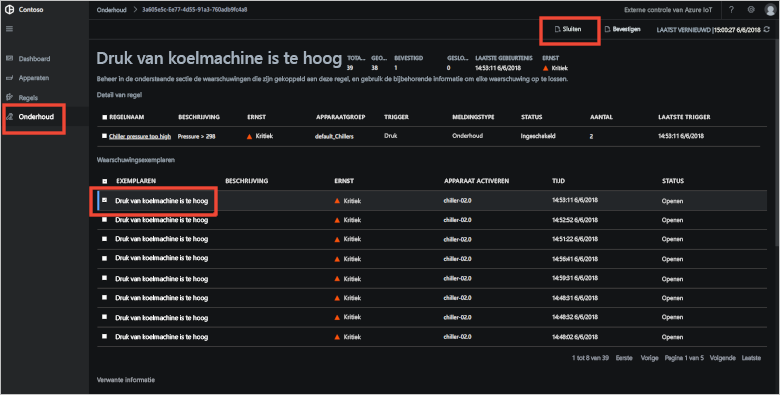 Contoso
Onderhoud > 3a605e5c-5e77-4d55-91a3-760adb9fc4a8
Externe controle van Azure IoT
?
Sluiten
Bevestigen
LAATST VERNIEUWD | 15:00:27 6/6/2018
Dashboard
Apparaten
Regels
Onderhoud
Druk van koelmachine is te hoog
TOTA... GEO... BEVESTIGD GESLO... LAATSTE GEBEURTENIS ERNST
39 38 1 0 14:53:11 6/6/2018 Kritiek
Beheer in de onderstaande sectie de waarschuwingen die zijn gekoppeld aan deze regel, en gebruik de bijbehorende informatie om elke waarschuwing op te lossen.
Detail van regel
REGELNAAM BESCHRIJVING ERNST APPARAATGROEP TRIGGER MELDINGSTYPE STATUS AANTAL LAATSTE TRIGGER
Chiller pressure too high Pressure > 298 Kritiek default_Chillers Druk Onderhoud Ingeschakeld 2 14:53:11 6/6/2018
Waarschuwingsexemplaren
EXEMPLAREN BESCHRIJVING ERNST APPARAAT ACTIVEREN TIJD STATUS
Druk van koelmachine is te hoog Kritiek chiller-02.0 14:53:11 6/6/2018 Openen
Druk van koelmachine is te hoog Kritiek chiller-02.0 14:52:52 6/6/2018 Openen
Druk van koelmachine is te hoog Kritiek chiller-02.0 14:51:22 6/6/2018 Openen
Druk van koelmachine is te hoog Kritiek chiller-02.0 14:56:41 6/6/2018 Openen
Druk van koelmachine is te hoog Kritiek chiller-02.0 14:59:31 6/6/2018 Openen
Druk van koelmachine is te hoog Kritiek chiller-02.0 14:48:31 6/6/2018 Openen
Druk van koelmachine is te hoog Kritiek chiller-02.0 14:48:32 6/6/2018 Openen
Druk van koelmachine is te hoog Kritiek chiller-02.0 14:48:02 6/6/2018 Openen
1 tot 8 van 39 Eerste Vorige Pagina 1 van 5 Volgende Laatste
Verwante informatie